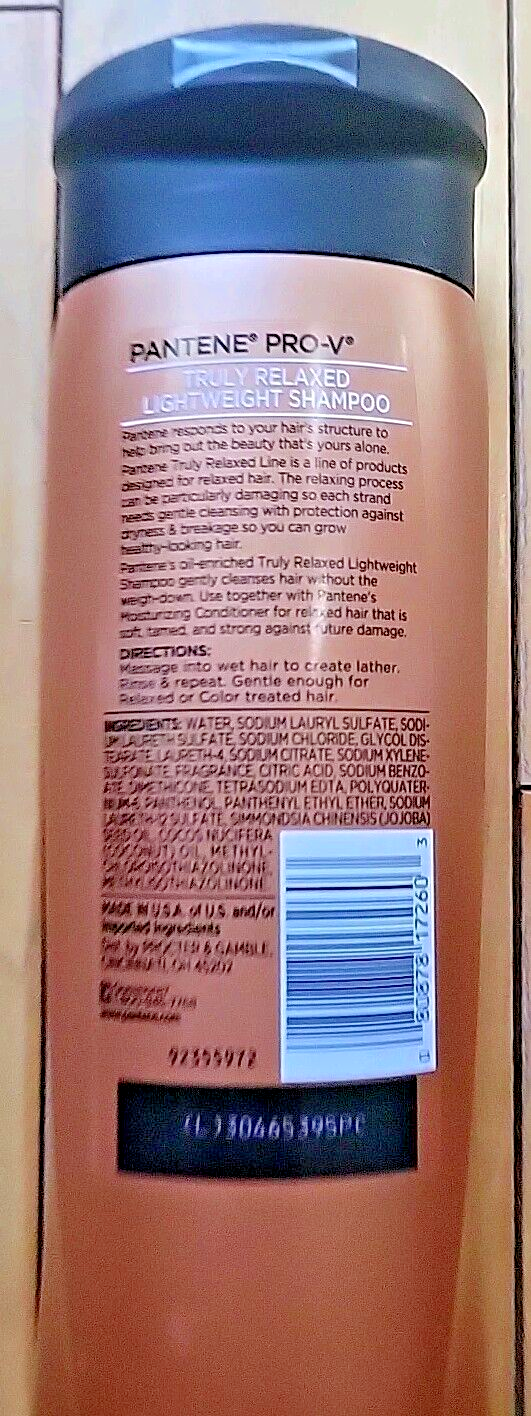 PANTENE® PRO-V®
TRULY RELAXED
LIGHTWEIGHT SHAMPOO
Pantene responds to your hair's structure to
help bring out the beauty that's yours alone.
Pantene Truly Relaxed Line is a line of products
designed for relaxed hair. The relaxing process
can be particularly damaging so each strand
needs gentle cleansing with protection against
dryness & breakage so you can grow
healthy-looking hair.
Pantene's oil-enriched Truly Relaxed Lightweight
Shampoo gently cleanses hair without the
weigh-down. Use together with Pantene's
Moisturizing Conditioner for relaxed hair that is
soft, tamed, and strong against future damage.
DIRECTIONS:
Massage into wet hair to create lather.
Rinse & repeat. Gentle enough for
Relaxed or Color treated hair.
INGREDIENTS: WATER, SODIUM LAURYL SULFATE, SODI-
UM LAURETH SULFATE, SODIUM CHLORIDE, GLYCOL DIS-
TEARATE, LAURETH-4, SODIUM CITRATE, SODIUM XYLENE-
SULFONATE, FRAGRANCE, CITRIC ACID, SODIUM BENZO-
ATE, DIMETHICONE, TETRASODIUM EDTA, POLYQUATER-
NIUM-6, PANTHENOL, PANTHENYL ETHYL ETHER, SODIUM
LAURETH-12 SULFATE, SIMMONDSIA CHINENSIS (JOJOBA)
SEED OIL, COCOS NUCIFERA
(COCONUT) OIL, METHYL-
CHLOROISOTHIAZOLINONE,
METHYLISOTHIAZOLINONE
MADE IN U.S.A. of U.S. and/or
imported ingredients
Dist. by PROCTER & GAMBLE,
CINCINNATI, OH 45202
www.pantene.com
92355972
0 80878 17260 3